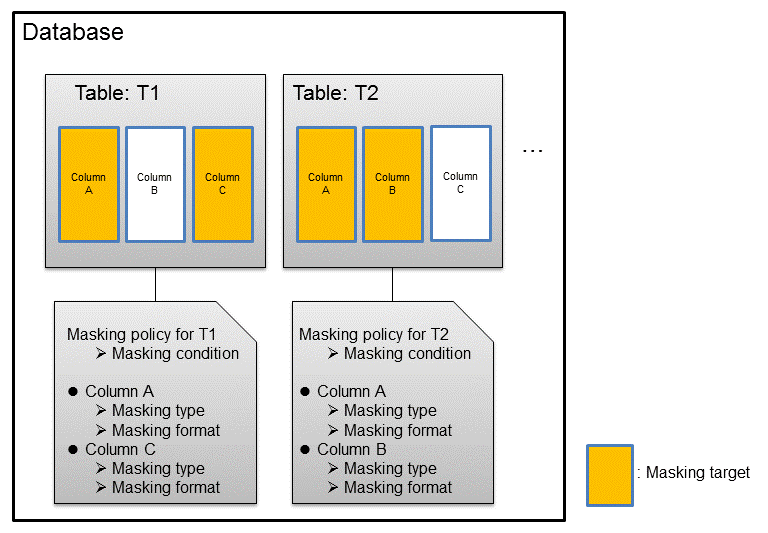 Database
Table: T1
Column
A
Column
B
Column
C
Table: T2
Column
A
Column
B
Column
C
...
Masking policy for T1
➢ Masking condition
● Column A
➢ Masking type
➢ Masking format
● Column C
➢ Masking type
➢ Masking format
Masking policy for T2
➢ Masking condition
● Column A
➢ Masking type
➢ Masking format
● Column B
➢ Masking type
➢ Masking format
: Masking target